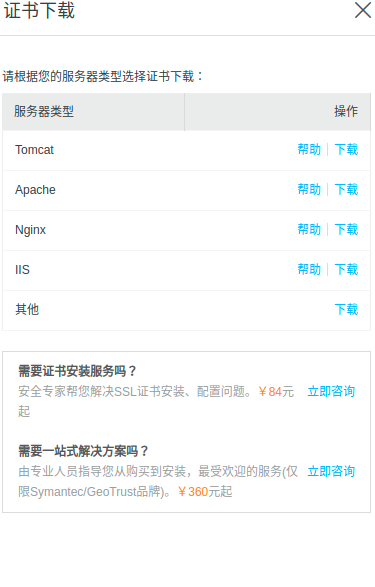 证书下载
请根据您的服务器类型选择证书下载：
服务器类型 操作
Tomcat 帮助 | 下载
Apache 帮助 | 下载
Nginx 帮助 | 下载
IIS 帮助 | 下载
其他 下载
需要证书安装服务吗？
安全专家帮您解决SSL证书安装、配置问题。￥84元 立即咨询
起
需要一站式解决方案吗？
由专业人员指导您从购买到安装，最受欢迎的服务(仅 立即咨询
限Symantec/GeoTrust品牌)。￥360元起